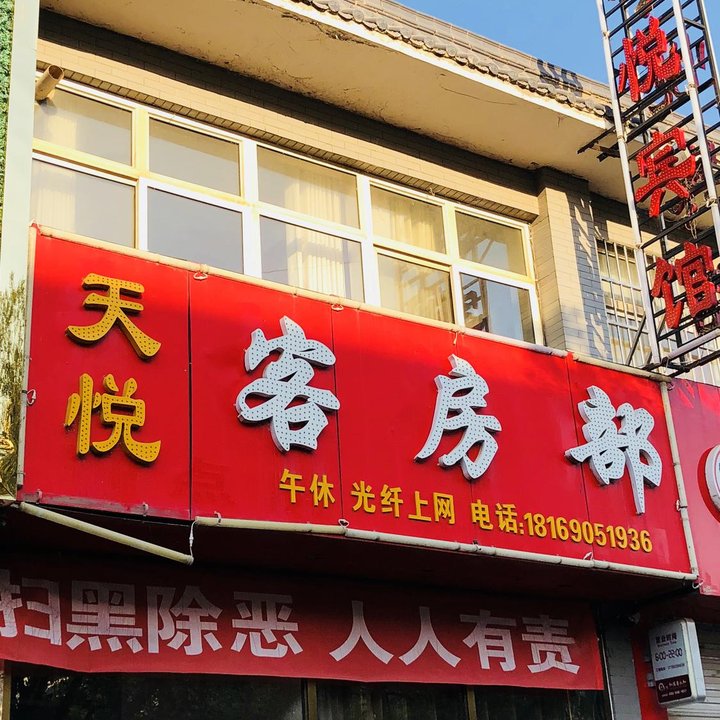 悦宾馆
天悦
客房部
午休 光纤上网 电话:18169051936
扫黑除恶 人人有责